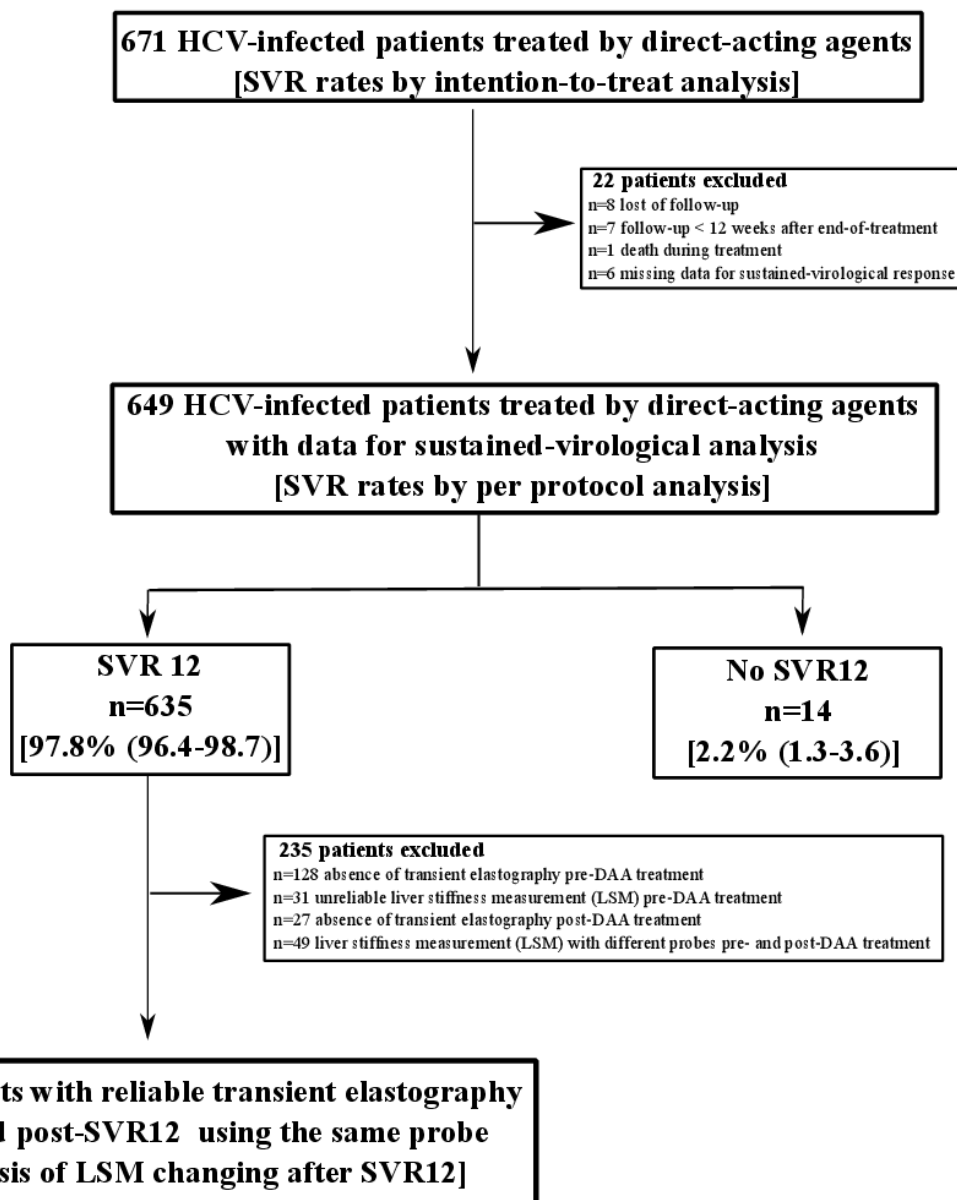 671 HCV-infected patients treated by direct-acting agents
[SVR rates by intention-to-treat analysis]
22 patients excluded
n=8 lost of follow-up
n=7 follow-up < 12 weeks after end-of-treatment
n=1 death during treatment
n=6 missing data for sustained-virological response
649 HCV-infected patients treated by direct-acting agents
with data for sustained-virological analysis
[SVR rates by per protocol analysis]
SVR 12
n=635
[97.8% (96.4-98.7)]
No SVR12
n=14
[2.2% (1.3-3.6)]
235 patients excluded
n=128 absence of transient elastography pre-DAA treatment
n=31 unreliable liver stiffness measurement (LSM) pre-DAA treatment
n=27 absence of transient elastography post-DAA treatment
n=49 liver stiffness measurement (LSM) with different probes pre- and post-DAA treatment
with reliable transient elastography
post-SVR12 using the same probe
of LSM changing after SVR12]